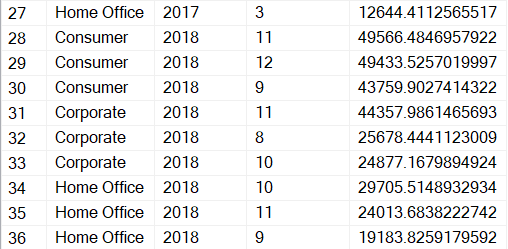 27 Home Office 2017 3 12644.4112565517
28 Consumer 2018 11 49566.4846957922
29 Consumer 2018 12 49433.5257019997
30 Consumer 2018 9 43759.9027414322
31 Corporate 2018 11 44357.9861465693
32 Corporate 2018 8 25678.4441123009
33 Corporate 2018 10 24877.1679894924
34 Home Office 2018 10 29705.5148932934
35 Home Office 2018 11 24013.6838222742
36 Home Office 2018 9 19183.8259179592